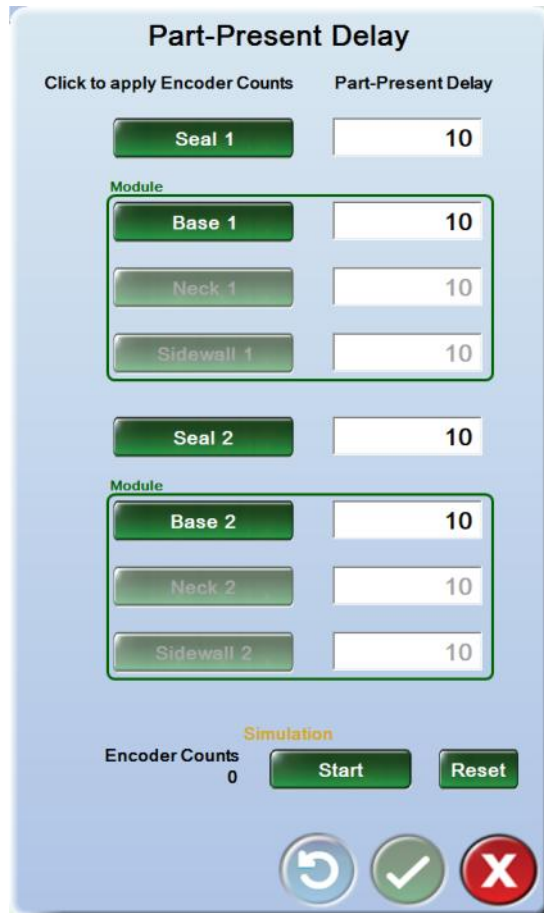 Part-Present Delay
Click to apply Encoder Counts Part-Present Delay
Seal 1 10
Module
Base 1 10
Neck 1 10
Sidewall 1 10
Seal 2 10
Module
Base 2 10
Neck 2 10
Sidewall 2 10
Simulation
Encoder Counts
0 Start Reset